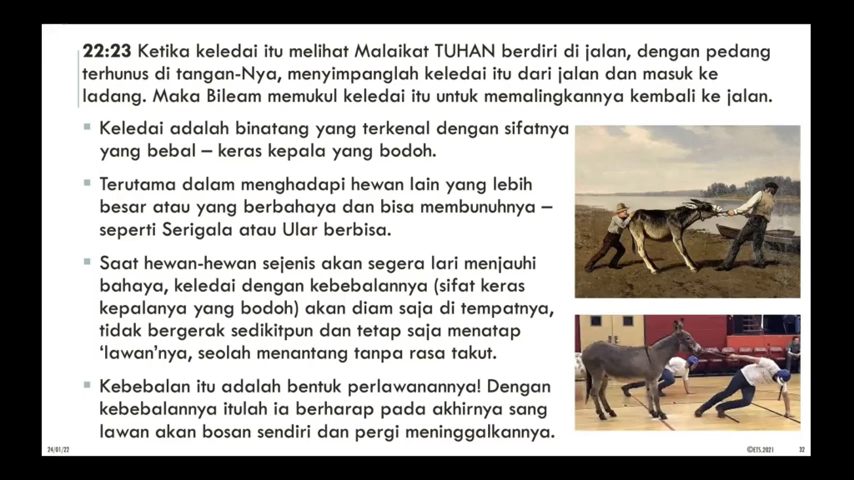 22:23 Ketika keledai itu melihat Malaikat TUHAN berdiri di jalan, dengan pedang
terhunus di tangan-Nya, menyimpanglah keledai itu dari jalan dan masuk ke
ladang. Maka Bileam memukul keledai itu untuk memalingkannya kembali ke jalan.
Keledai adalah binatang yang terkenal dengan sifatnya
yang bebal – keras kepala yang bodoh.
Terutama dalam menghadapi hewan lain yang lebih
besar atau yang berbahaya dan bisa membunuhnya –
seperti Serigala atau Ular berbisa.
Saat hewan-hewan sejenis akan segera lari menjauhi
bahaya, keledai dengan kebebalannya (sifat keras
kepalanya yang bodoh) akan diam saja di tempatnya,
tidak bergerak sedikitpun dan tetap saja menatap
‘lawan’nya, seolah menantang tanpa rasa takut.
Kebebalan itu adalah bentuk perlawanannya! Dengan
kebebalannya itulah ia berharap pada akhirnya sang
lawan akan bosan sendiri dan pergi meninggalkannya.
24/01/22
©ETS.2021
32